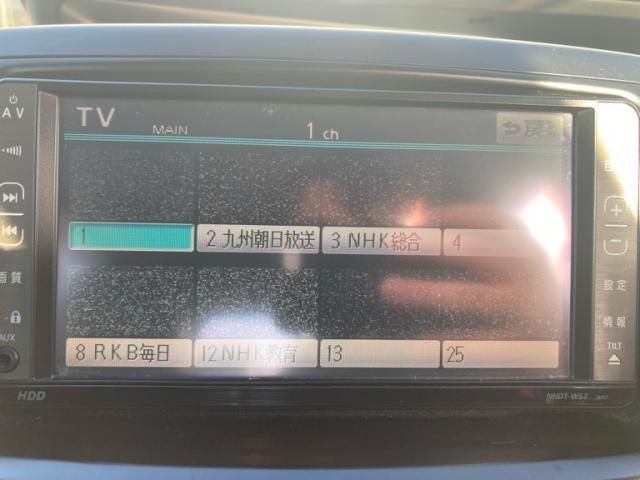 TV MAIN 1 ch 戻る
1 2 九州朝日放送 3 NHK総合 4
8 RKB毎日 12 NHK教育 13 25
AV
画質
AUX
設定
情報
TILT
HDD NHDT-W57